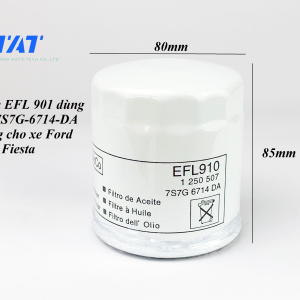 TAT
80mm
EFL 901 dùng
7S7G-6714-DA
cho xe Ford
Fiesta
85mm
EFL910
1 250 507
7S7G 6714 DA
Filtro de Aceite
Filtre à Huile
Filtro dell' Olio